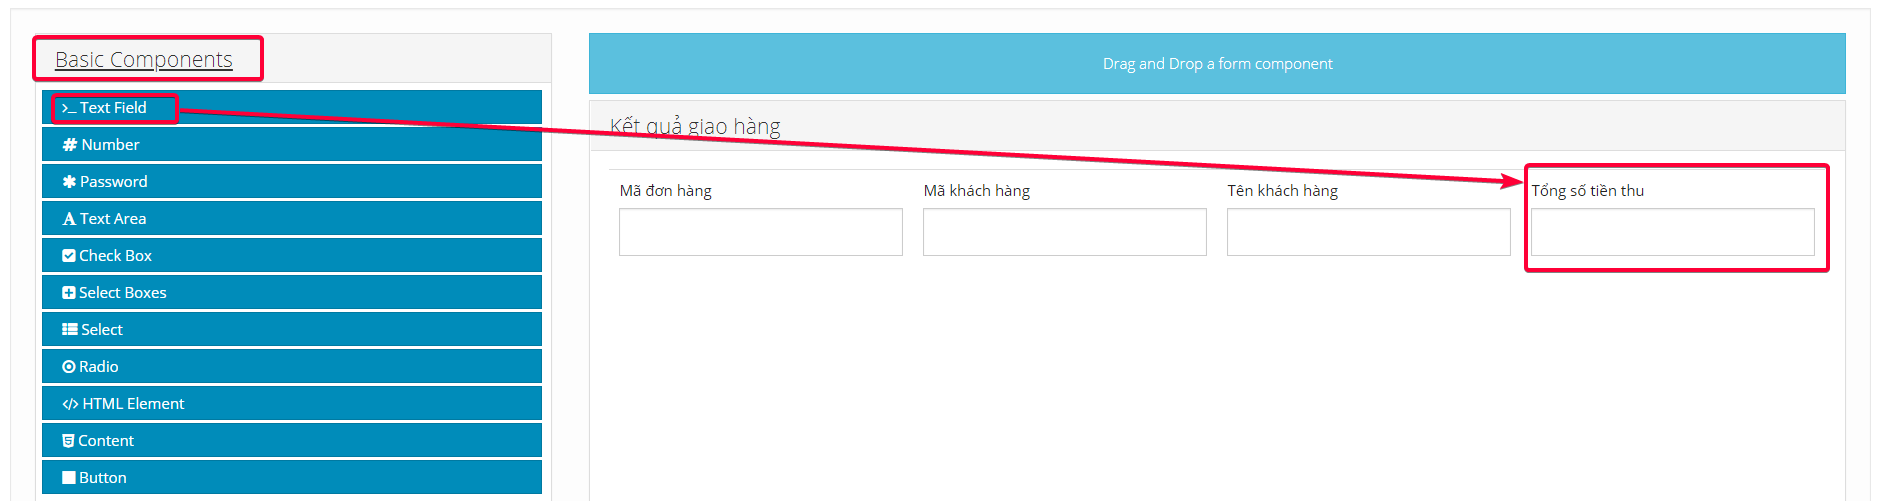 Basic Components
Text Field
Number
Password
Text Area
Check Box
Select Boxes
Select
Radio
HTML Element
Content
Button
Drag and Drop a form component
Kết quả giao hàng
Mã đơn hàng
Mã khách hàng
Tên khách hàng
Tổng số tiền thu